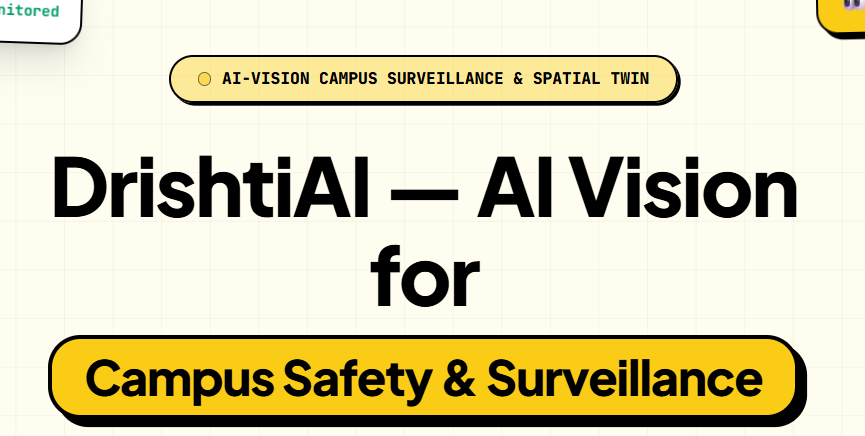 nitored
AI-VISION CAMPUS SURVEILLANCE & SPATIAL TWIN
DrishtiAI — AI Vision
for
Campus Safety & Surveillance